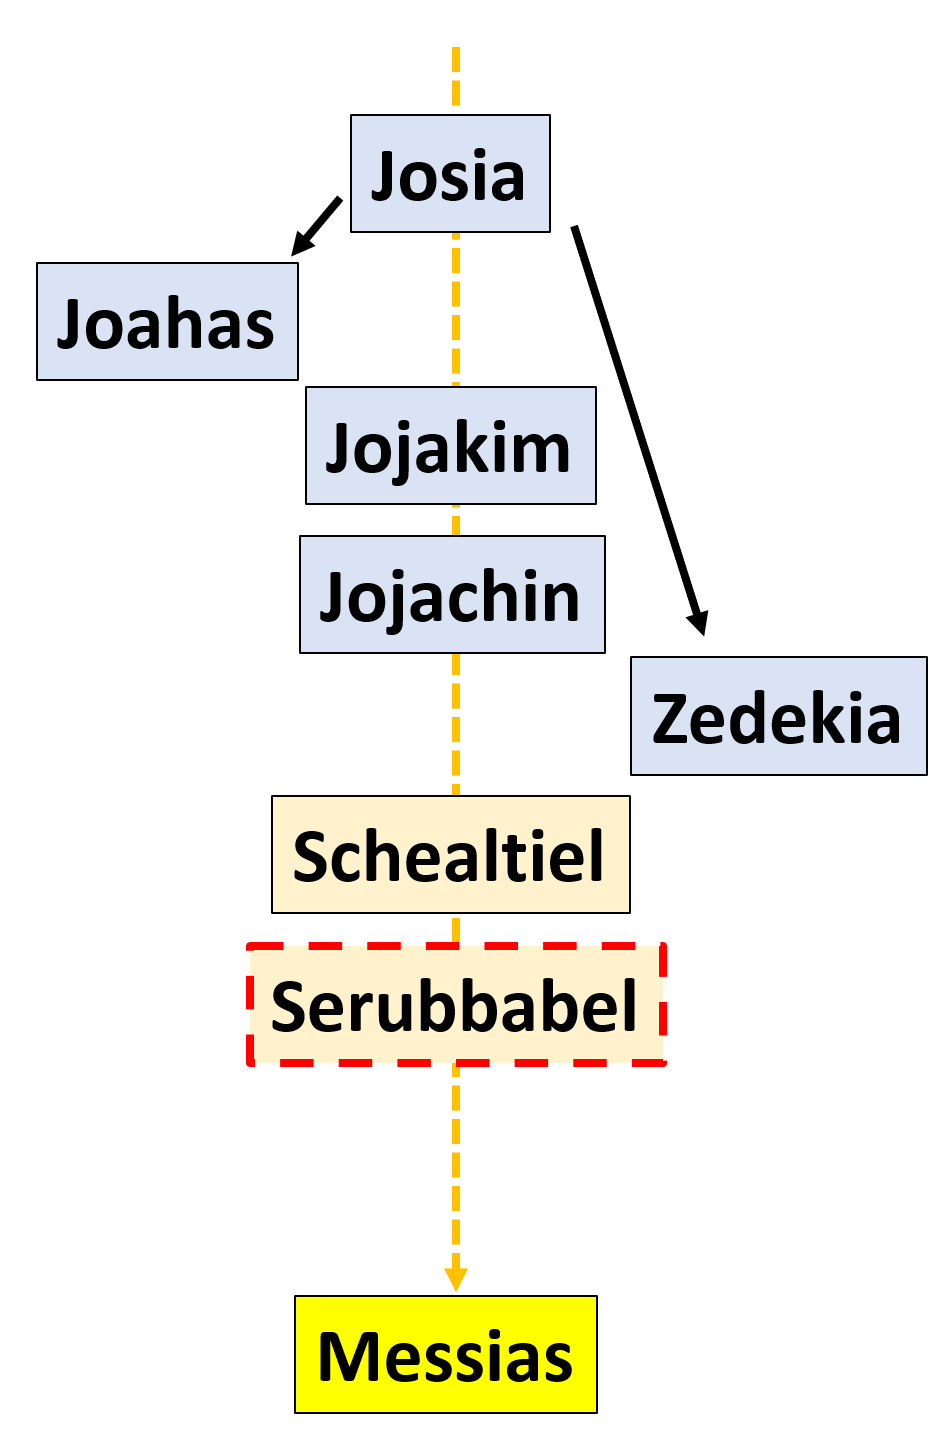 Josia
Joahas
Jojakim
Jojachin
Zedekia
Schealtiel
Serubbabel
Messias